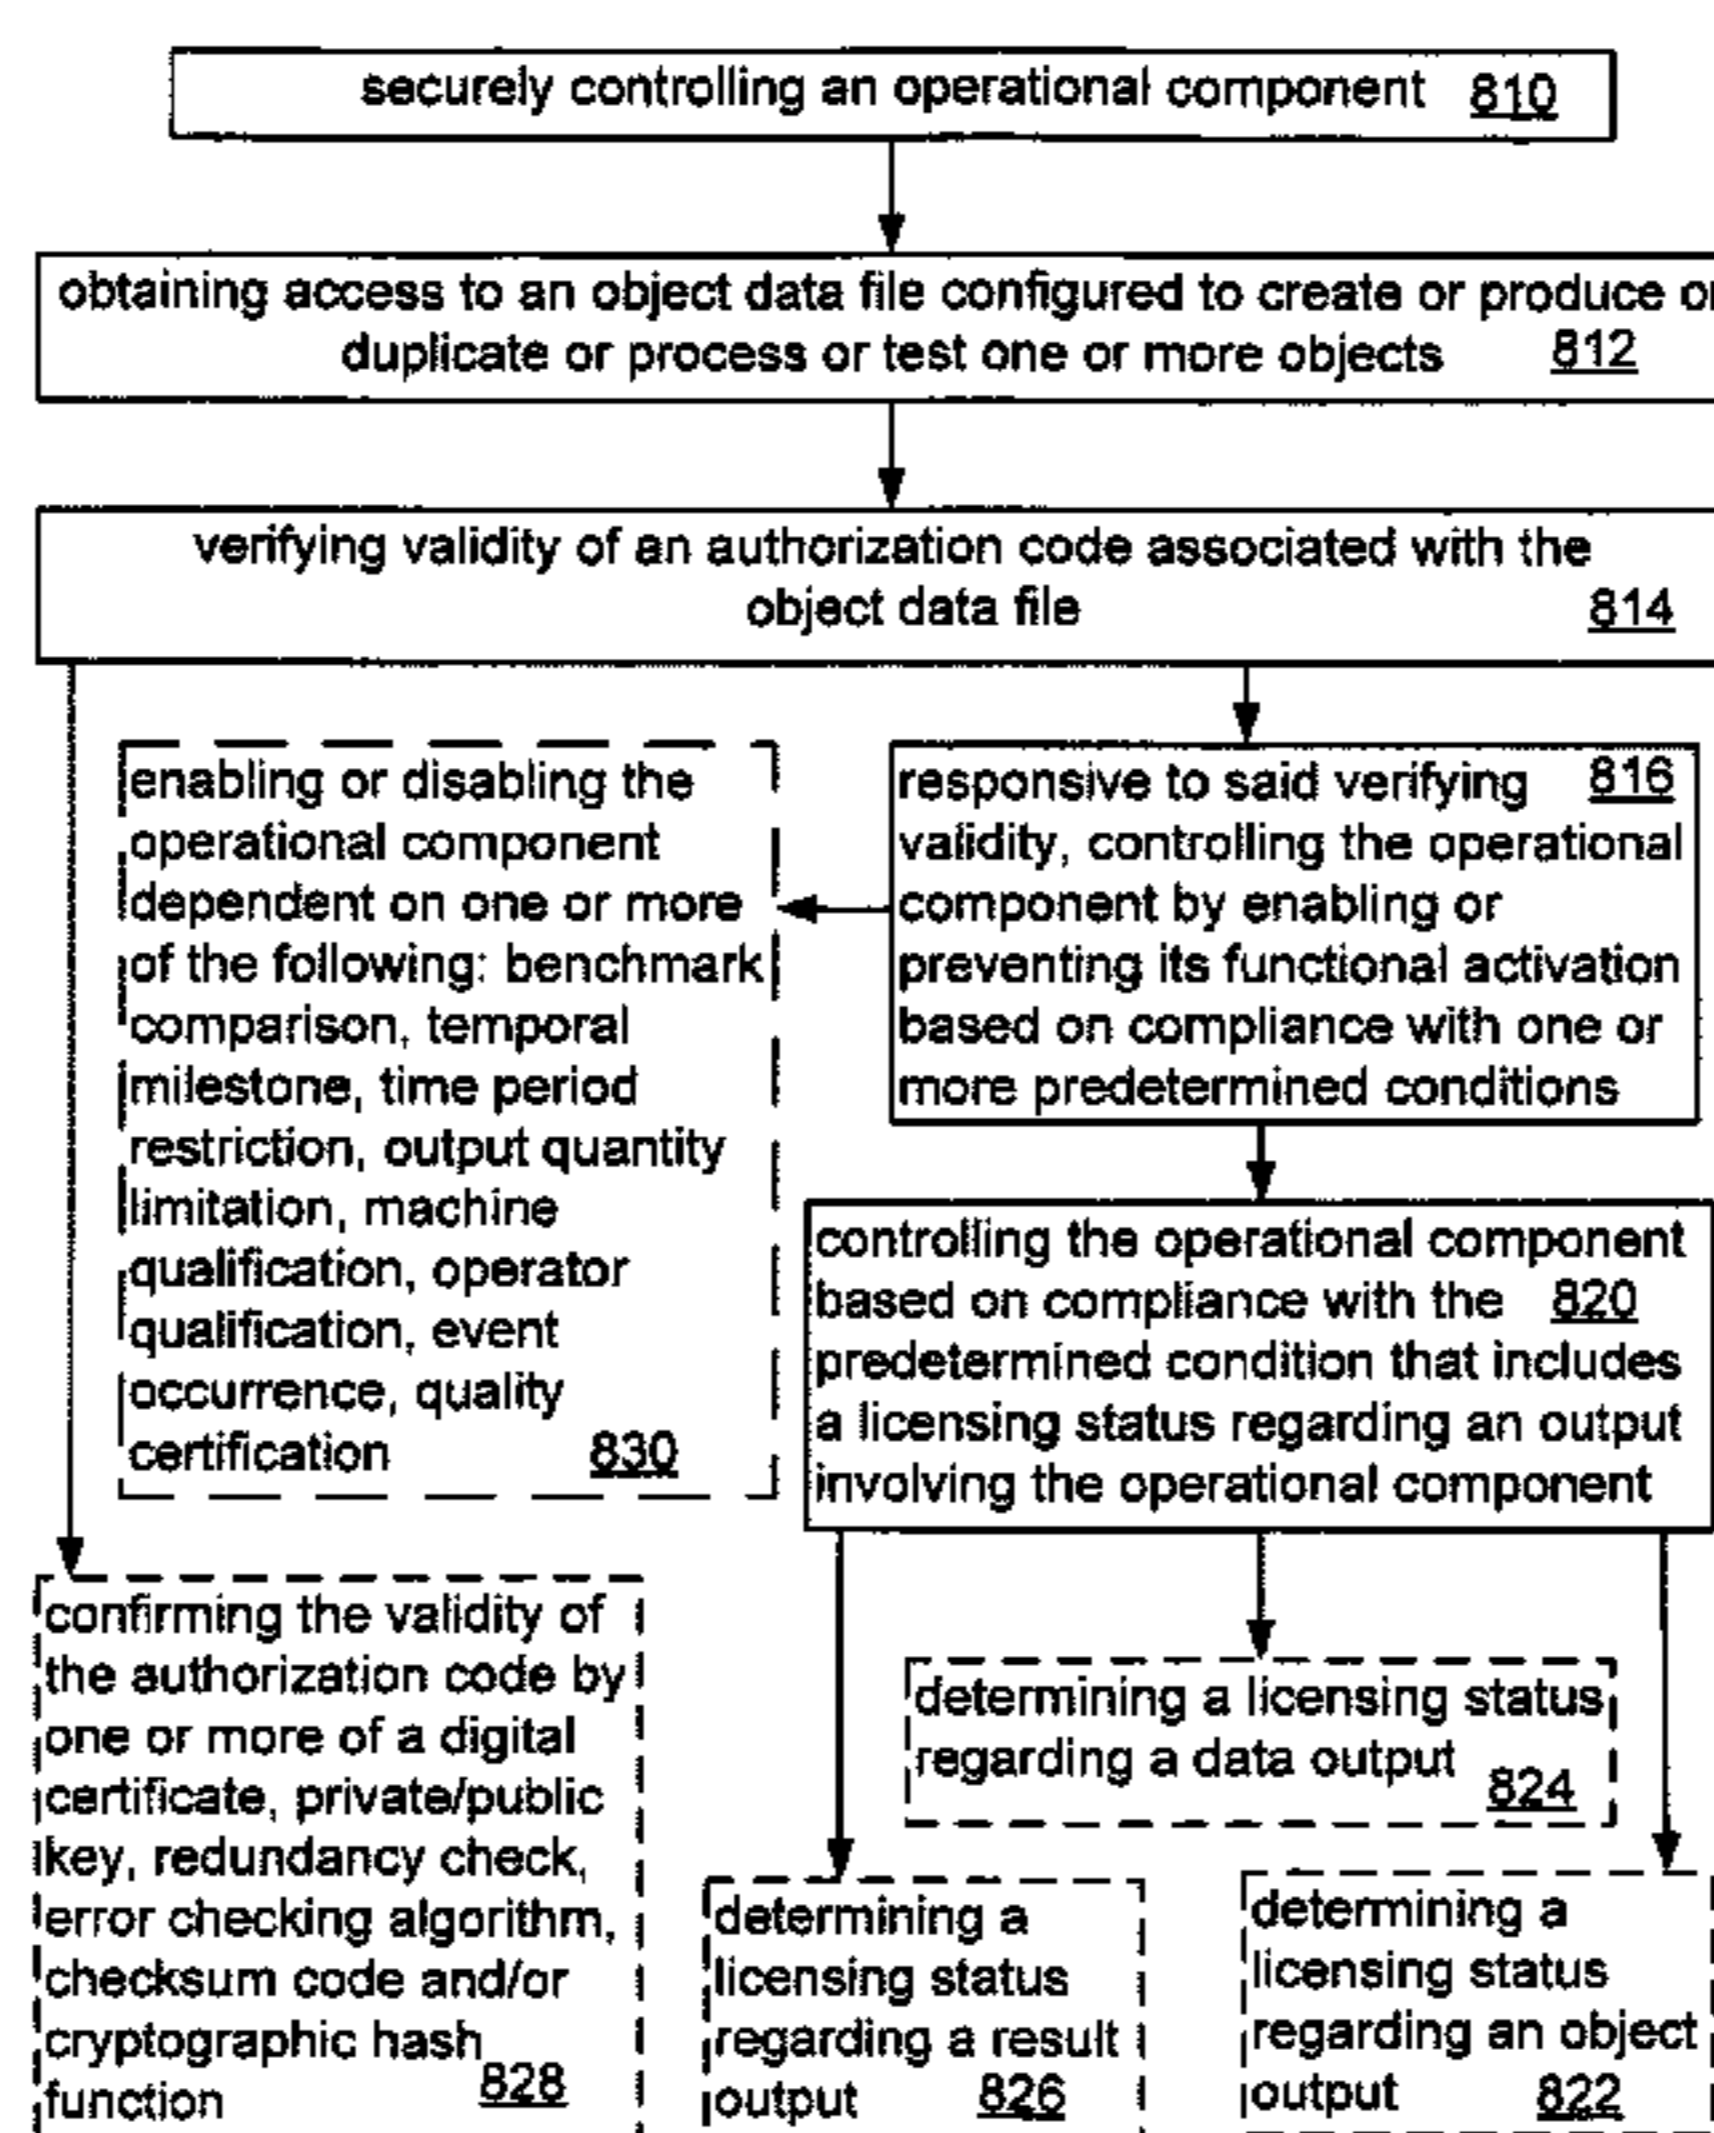 securely controlling an operational component 810
obtaining access to an object data file configured to create or produce or
duplicate or process or test one or more objects 812
verifying validity of an authorization code associated with the
object data file 814
enabling or disabling the
operational component
dependent on one or more
of the following: benchmark
comparison, temporal
milestone, time period
restriction, output quantity
limitation, machine
qualification, operator
qualification, event
occurrence, quality
certification 830
responsive to said verifying 816
validity, controlling the operational
component by enabling or
preventing its functional activation
based on compliance with one or
more predetermined conditions
controlling the operational component
based on compliance with the 820
predetermined condition that includes
a licensing status regarding an output
involving the operational component
confirming the validity of
the authorization code by
one or more of a digital
certificate, private/public
key, redundancy check,
error checking algorithm,
checksum code and/or
cryptographic hash
function 828
determining a licensing status
regarding a data output 824
determining a
licensing status
regarding a result
output 826
determining a
licensing status
regarding an object
output 822